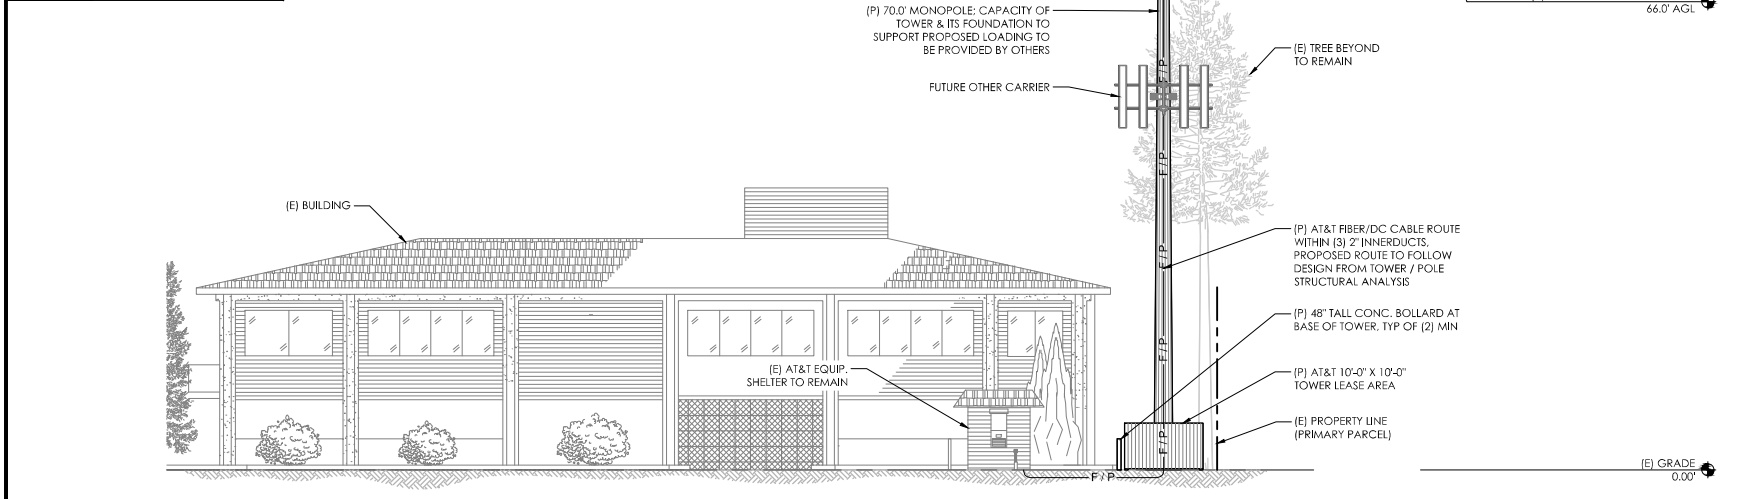 (P) 70.0' MONOPOLE; CAPACITY OF
TOWER & ITS FOUNDATION TO
SUPPORT PROPOSED LOADING TO
BE PROVIDED BY OTHERS
66.0' AGL
(E) TREE BEYOND
TO REMAIN
FUTURE OTHER CARRIER
F/P
F/P
(E) BUILDING
(P) AT&T FIBER/DC CABLE ROUTE
WITHIN (3) 2" INNERDUCTS,
PROPOSED ROUTE TO FOLLOW
DESIGN FROM TOWER / POLE
STRUCTURAL ANALYSIS
F/P
(P) 48" TALL CONC. BOLLARD AT
BASE OF TOWER, TYP OF (2) MIN
F/P
(E) AT&T EQUIP.
SHELTER TO REMAIN
(P) AT&T 10'-0" X 10'-0"
TOWER LEASE AREA
(E) PROPERTY LINE
(PRIMARY PARCEL)
F/P
F/P
(E) GRADE
0.00'